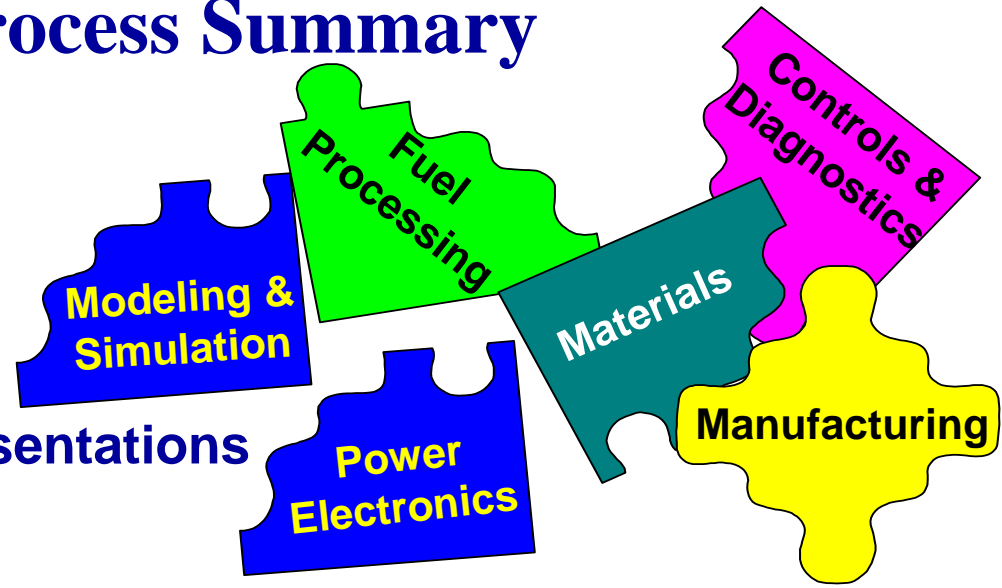 rocess Summary
Controls &
Diagnostics
Fuel
Processing
Materials
Modeling &
Simulation
Manufacturing
sentations
Power
Electronics